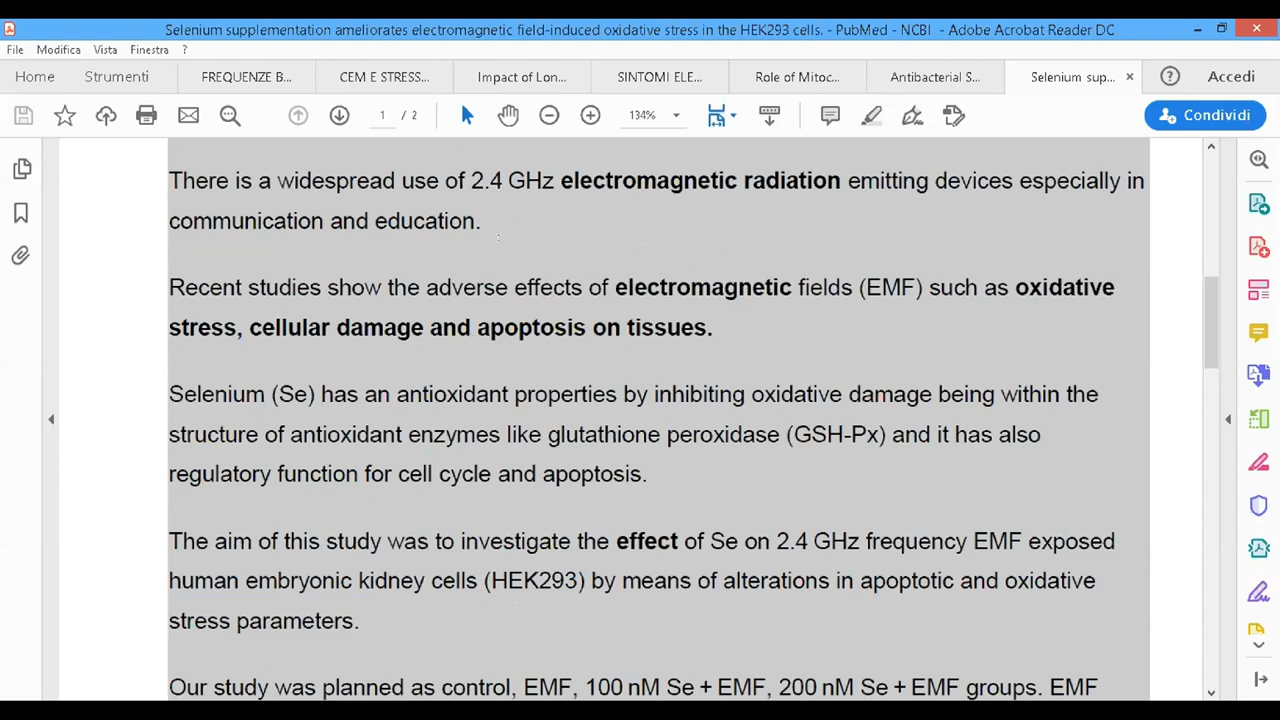 Selenium supplementation ameliorates electromagnetic field-induced oxidative stress in the HEK293 cells. - PubMed - NCBI - Adobe Acrobat Reader DC
File Modifica Vista Finestra ?
Home Strumenti FREQUENZE B... CEM E STRESS... Impact of Lon... SINTOMI ELE... Role of Mitoc... Antibacterial S... Selenium sup... × ? Accedi
1 / 2 134% Condividi
There is a widespread use of 2.4 GHz electromagnetic radiation emitting devices especially in
communication and education.
Recent studies show the adverse effects of electromagnetic fields (EMF) such as oxidative
stress, cellular damage and apoptosis on tissues.
Selenium (Se) has an antioxidant properties by inhibiting oxidative damage being within the
structure of antioxidant enzymes like glutathione peroxidase (GSH-Px) and it has also
regulatory function for cell cycle and apoptosis.
The aim of this study was to investigate the effect of Se on 2.4 GHz frequency EMF exposed
human embryonic kidney cells (HEK293) by means of alterations in apoptotic and oxidative
stress parameters.
Our study was planned as control, EMF, 100 nM Se + EMF, 200 nM Se + EMF groups. EMF